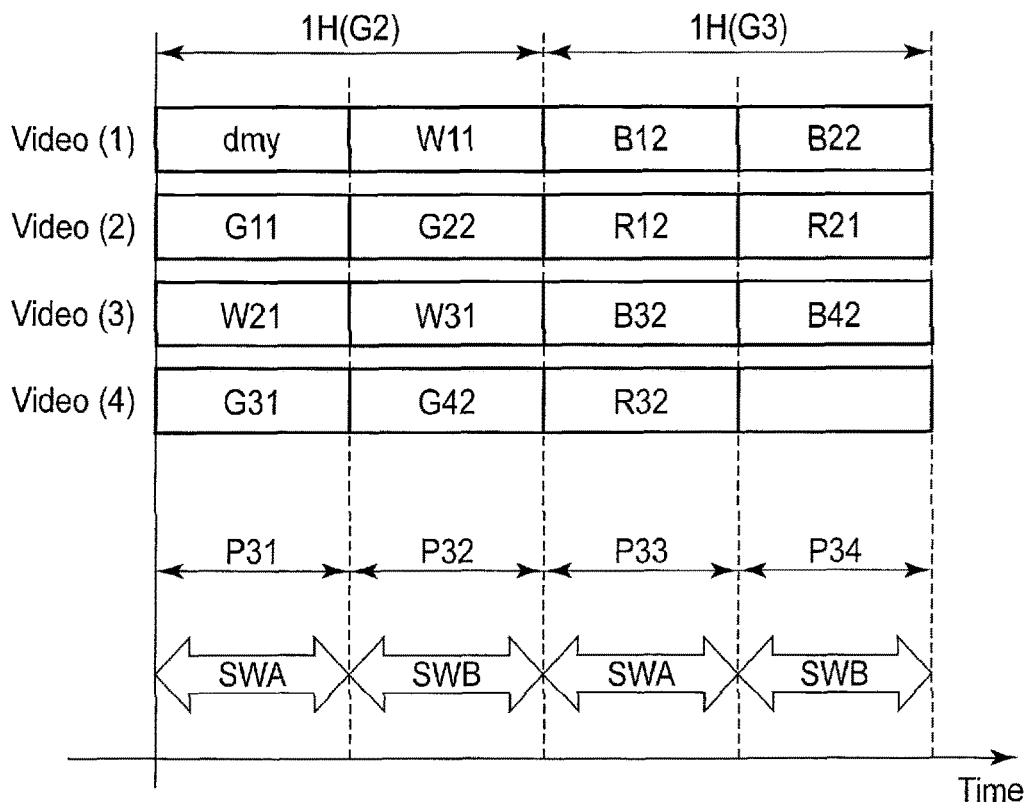 1H(G2) 1H(G3)
Video (1) dmy W11 B12 B22
Video (2) G11 G22 R12 R21
Video (3) W21 W31 B32 B42
Video (4) G31 G42 R32
P31 P32 P33 P34
SWA SWB SWA SWB
Time